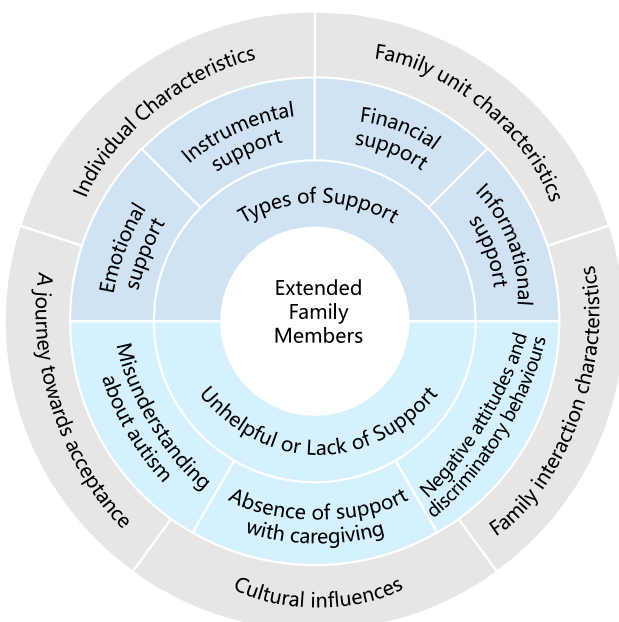 Extended
Family
Members
Types of Support
Emotional
support
Instrumental
support
Financial
support
Informational
support
Unhelpful or Lack of Support
Misunderstanding
about autism
Absence of support
with caregiving
Negative attitudes and
discriminatory behaviours
Individual Characteristics
Family unit characteristics
Family interaction characteristics
Cultural influences
A journey towards acceptance